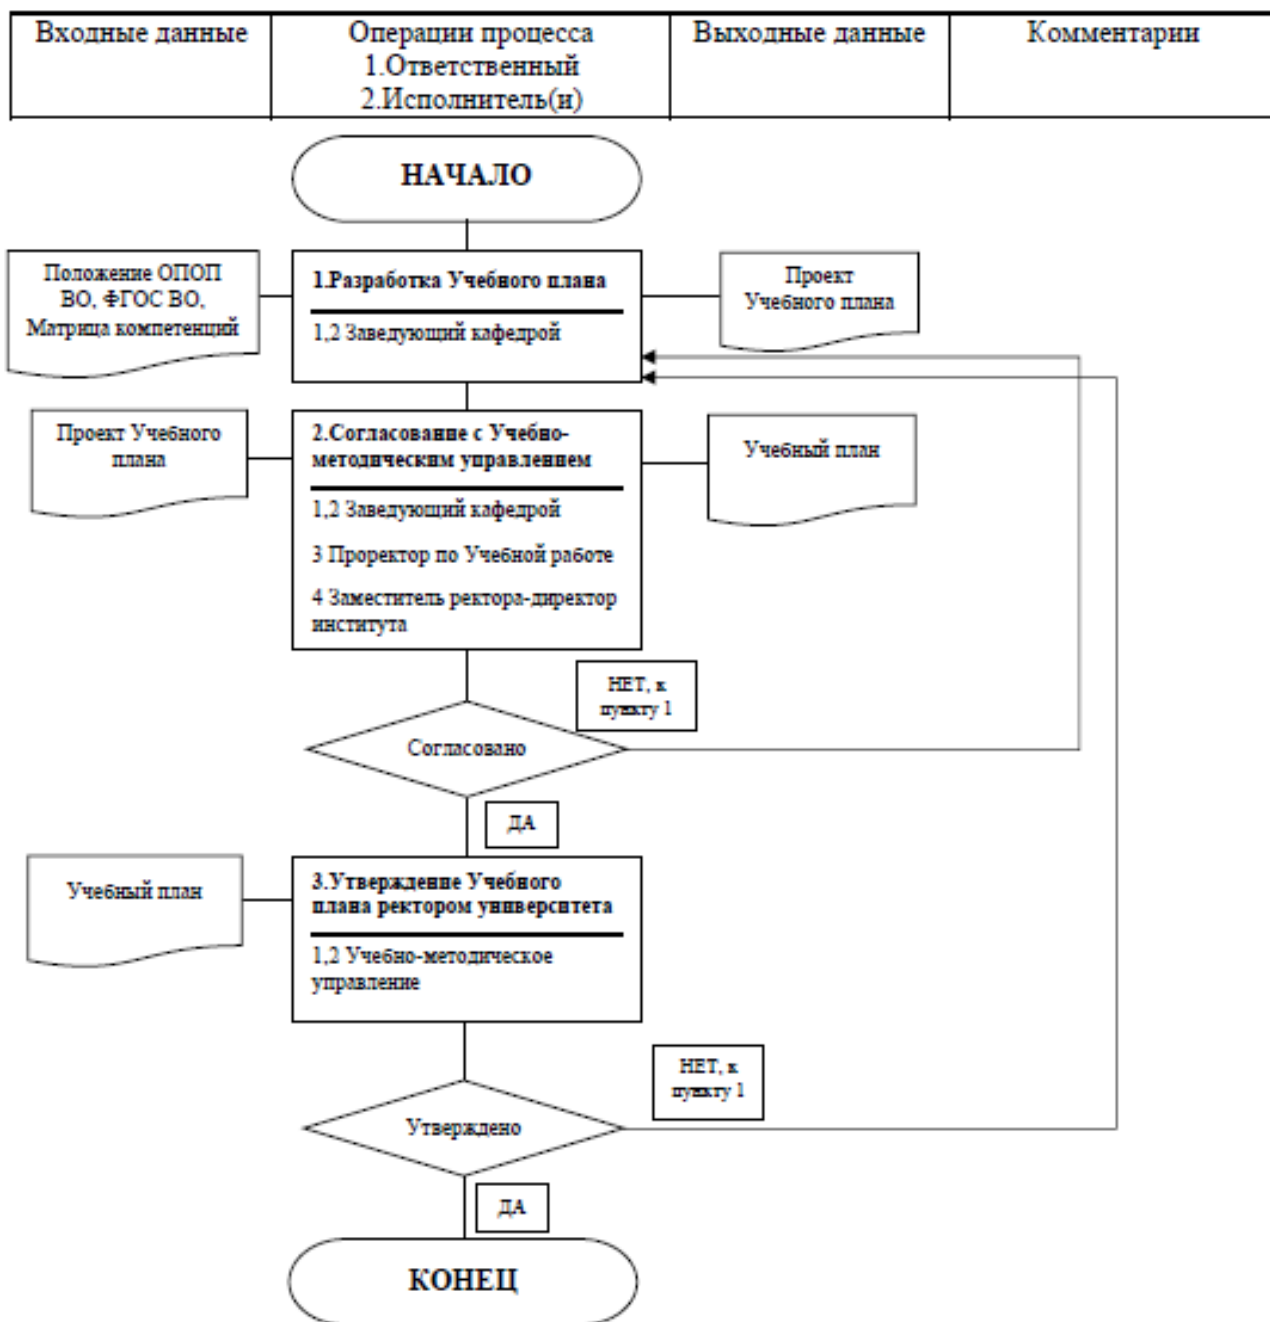 Входные данные
Операции процесса
1.Ответственный
2.Исполнитель(и)
Выходные данные
Комментарии
НАЧАЛО
Положение ОПОП
ВО, ФГОС ВО,
Матрица компетенций
1.Разработка Учебного плана
1,2 Заведующий кафедрой
Проект
Учебного плана
Проект Учебного
плана
2.Согласование с Учебно-
методическим управлением
1,2 Заведующий кафедрой
3 Проректор по Учебной работе
4 Заместитель ректора-директор
института
Учебный план
НЕТ, к
пункту 1
Согласовано
ДА
Учебный план
3.Утверждение Учебного
плана ректором университета
1,2 Учебно-методическое
управление
НЕТ, к
пункту 1
Утверждено
ДА
КОНЕЦ